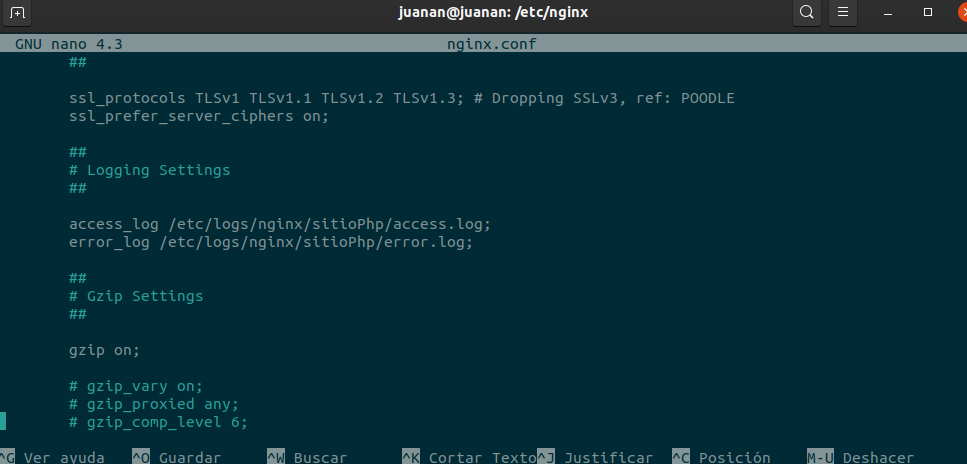 juanan@juanan: /etc/nginx
GNU nano 4.3 nginx.conf
##
ssl_protocols TLSv1 TLSv1.1 TLSv1.2 TLSv1.3; # Dropping SSLv3, ref: POODLE
ssl_prefer_server_ciphers on;
##
# Logging Settings
##
access_log /etc/logs/nginx/sitioPhp/access.log;
error_log /etc/logs/nginx/sitioPhp/error.log;
##
# Gzip Settings
##
gzip on;
# gzip_vary on;
# gzip_proxied any;
# gzip_comp_level 6;
^G Ver ayuda ^O Guardar ^W Buscar ^K Cortar Texto ^J Justificar ^C Posición M-U Deshacer